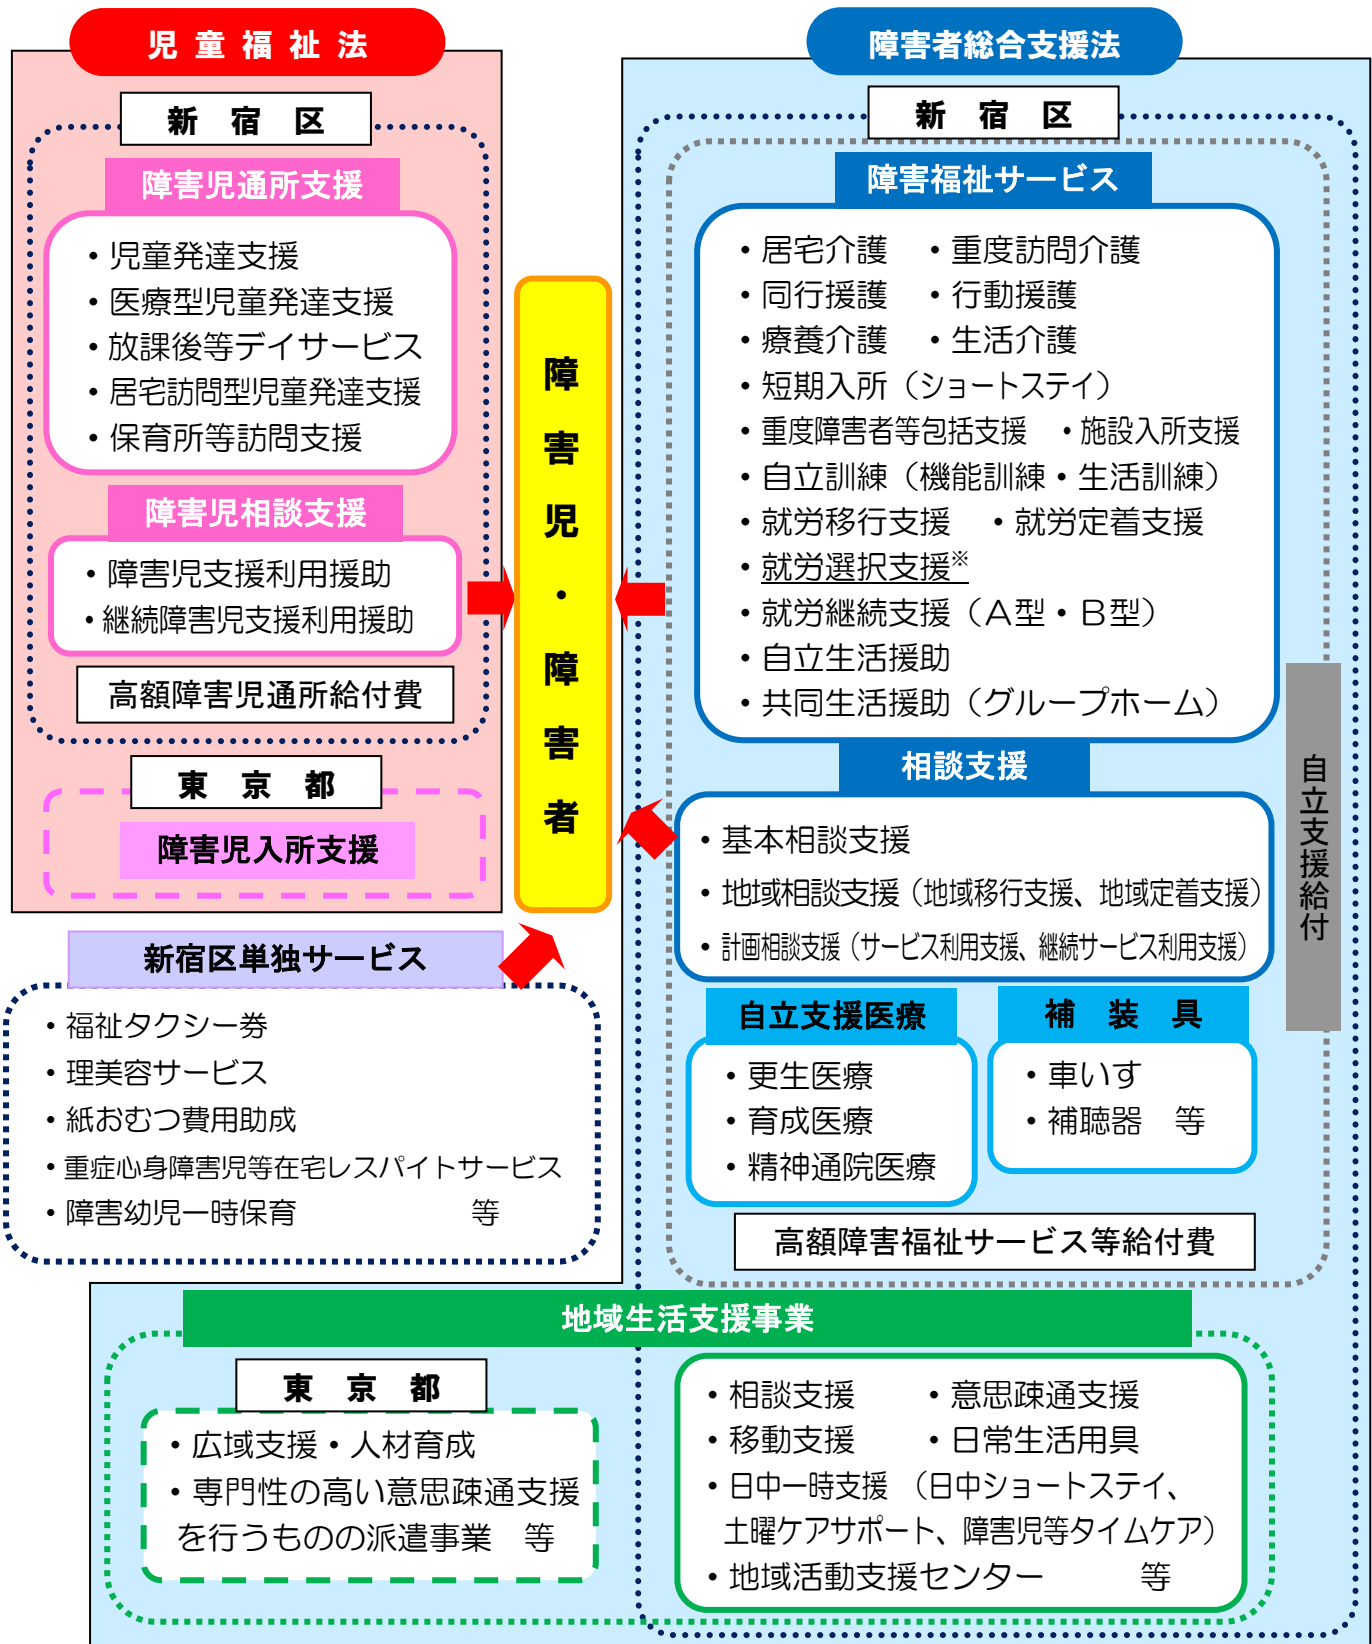 児童福祉法
新宿区
障害児通所支援
・児童発達支援
・医療型児童発達支援
・放課後等デイサービス
・居宅訪問型児童発達支援
・保育所等訪問支援
障害児相談支援
・障害児支援利用援助
・継続障害児支援利用援助
高額障害児通所給付費
東京都
障害児入所支援
障害児・障害者
障害者総合支援法
新宿区
障害福祉サービス
・居宅介護　・重度訪問介護
・同行援護　・行動援護
・療養介護　・生活介護
・短期入所（ショートステイ）
・重度障害者等包括支援　・施設入所支援
・自立訓練（機能訓練・生活訓練）
・就労移行支援　・就労定着支援
・就労選択支援※
・就労継続支援（Ａ型・Ｂ型）
・自立生活援助
・共同生活援助（グループホーム）
相談支援
・基本相談支援
・地域相談支援（地域移行支援、地域定着支援）
・計画相談支援（サービス利用支援、継続サービス利用支援）
自立支援医療
・更生医療
・育成医療
・精神通院医療
補装具
・車いす
・補聴器　等
高額障害福祉サービス等給付費
自立支援給付
新宿区単独サービス
・福祉タクシー券
・理美容サービス
・紙おむつ費用助成
・重症心身障害児等在宅レスパイトサービス
・障害幼児一時保育　等
地域生活支援事業
東京都
・広域支援・人材育成
・専門性の高い意思疎通支援
を行うものの派遣事業　等
・相談支援　・意思疎通支援
・移動支援　・日常生活用具
・日中一時支援　（日中ショートステイ、
土曜ケアサポート、障害児等タイムケア）
・地域活動支援センター　等